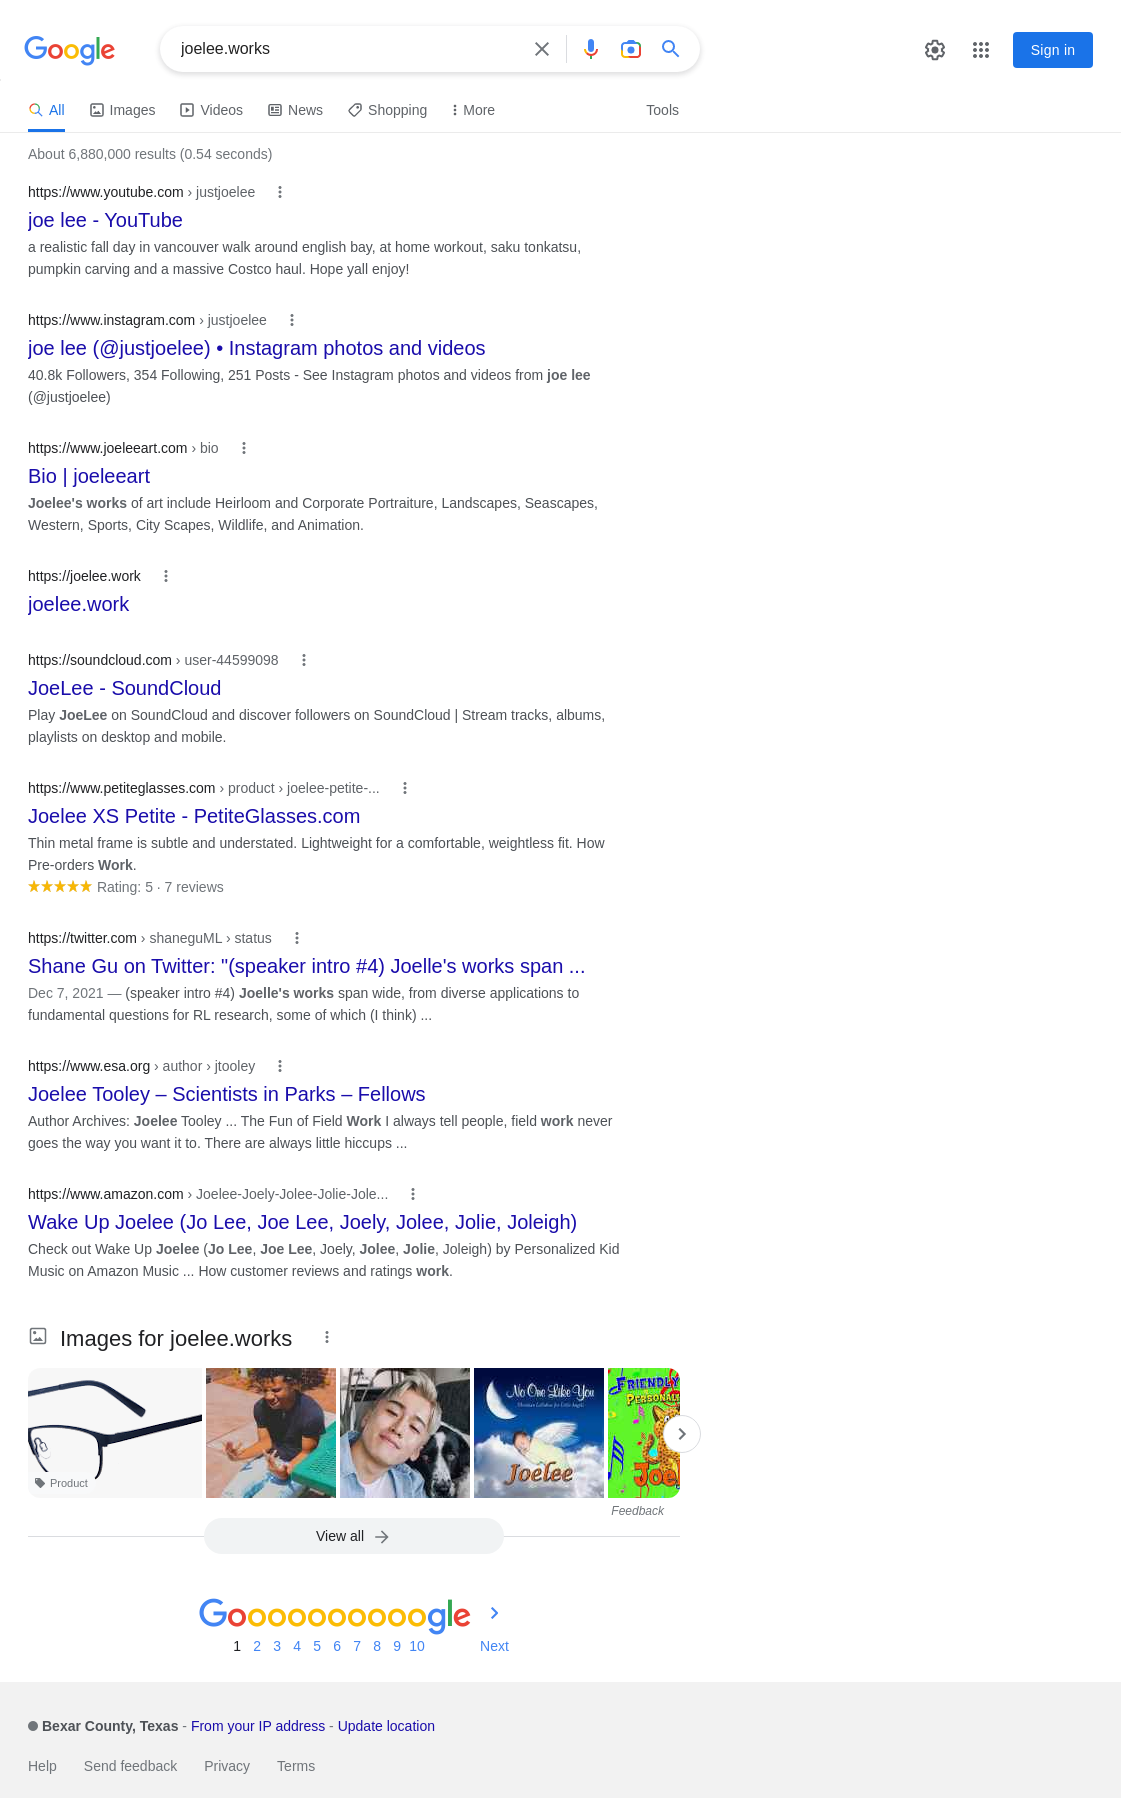 Google
joelee.works
Sign in
All Images Videos News Shopping More Tools
About 6,880,000 results (0.54 seconds)
https://www.youtube.com › justjoelee
joe lee - YouTube
a realistic fall day in vancouver walk around english bay, at home workout, saku tonkatsu,
pumpkin carving and a massive Costco haul. Hope yall enjoy!
https://www.instagram.com › justjoelee
joe lee (@justjoelee) • Instagram photos and videos
40.8k Followers, 354 Following, 251 Posts - See Instagram photos and videos from joe lee
(@justjoelee)
https://www.joeleeart.com › bio
Bio | joeleeart
Joelee's works of art include Heirloom and Corporate Portraiture, Landscapes, Seascapes,
Western, Sports, City Scapes, Wildlife, and Animation.
https://joelee.work
joelee.work
https://soundcloud.com › user-44599098
JoeLee - SoundCloud
Play JoeLee on SoundCloud and discover followers on SoundCloud | Stream tracks, albums,
playlists on desktop and mobile.
https://www.petiteglasses.com › product › joelee-petite-...
Joelee XS Petite - PetiteGlasses.com
Thin metal frame is subtle and understated. Lightweight for a comfortable, weightless fit. How
Pre-orders Work.
Rating: 5 · 7 reviews
https://twitter.com › shaneguML › status
Shane Gu on Twitter: "(speaker intro #4) Joelle's works span ...
Dec 7, 2021 — (speaker intro #4) Joelle's works span wide, from diverse applications to
fundamental questions for RL research, some of which (I think) ...
https://www.esa.org › author › jtooley
Joelee Tooley – Scientists in Parks – Fellows
Author Archives: Joelee Tooley ... The Fun of Field Work I always tell people, field work never
goes the way you want it to. There are always little hiccups ...
https://www.amazon.com › Joelee-Joely-Jolee-Jolie-Jole...
Wake Up Joelee (Jo Lee, Joe Lee, Joely, Jolee, Jolie, Joleigh)
Check out Wake Up Joelee (Jo Lee, Joe Lee, Joely, Jolee, Jolie, Joleigh) by Personalized Kid
Music on Amazon Music ... How customer reviews and ratings work.
Images for joelee.works
Product
No One Like You
Joelee
FRIENDLY
Feedback
View all
Goooooooooogle
1 2 3 4 5 6 7 8 9 10 Next
Bexar County, Texas - From your IP address - Update location
Help Send feedback Privacy Terms